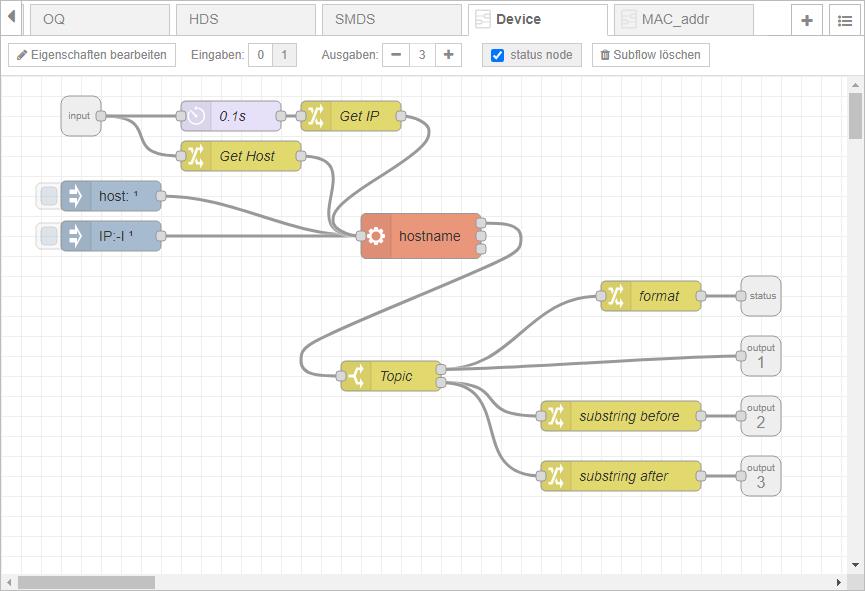 OQ
HDS
SMDS
Device
MAC_addr
Eigenschaften bearbeiten
Eingaben:
0
1
Ausgaben:
3
status node
Subflow löschen
input
0.1s
Get IP
Get Host
host: ¹
IP:-I ¹
hostname
format
status
output
1
Topic
substring before
output
2
substring after
output
3